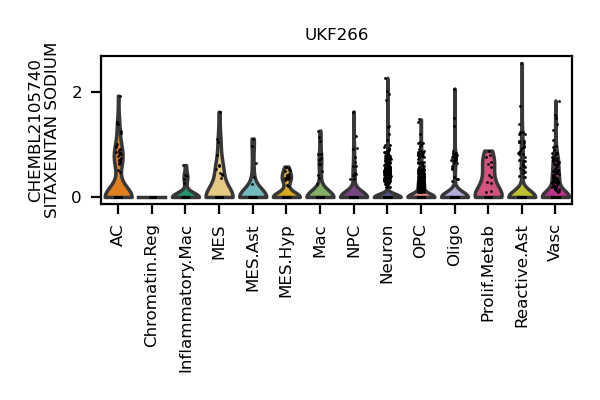 UKF266
CHEMBL2105740
SITAXENTAN SODIUM
2
0
AC
Chromatin.Reg
Inflammatory.Mac
MES
MES.Ast
MES.Hyp
Mac
NPC
Neuron
OPC
Oligo
Prolif.Metab
Reactive.Ast
Vasc